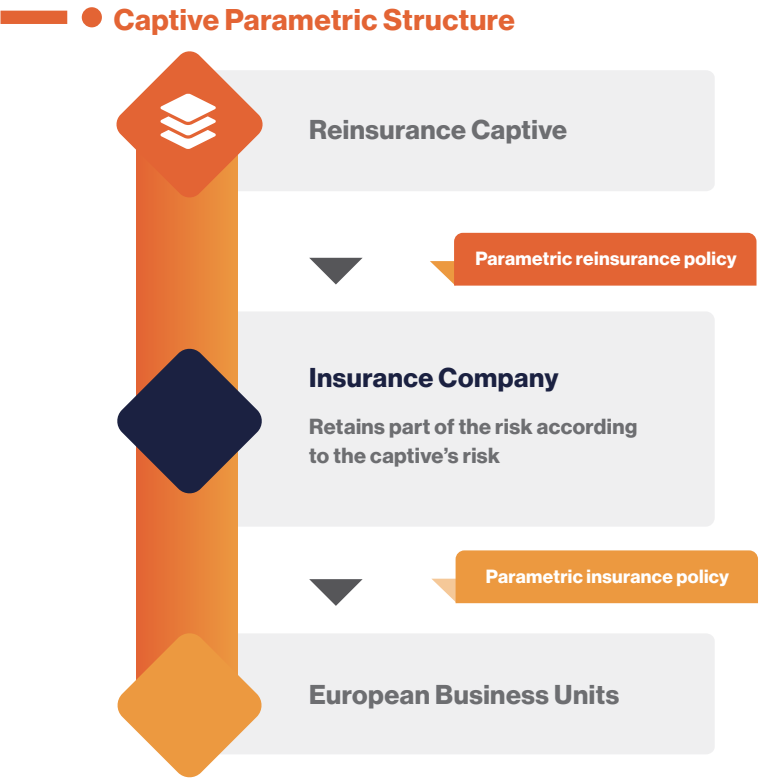 Captive Parametric Structure
Reinsurance Captive
Parametric reinsurance policy
Insurance Company
Retains part of the risk according
to the captive’s risk
Parametric insurance policy
European Business Units